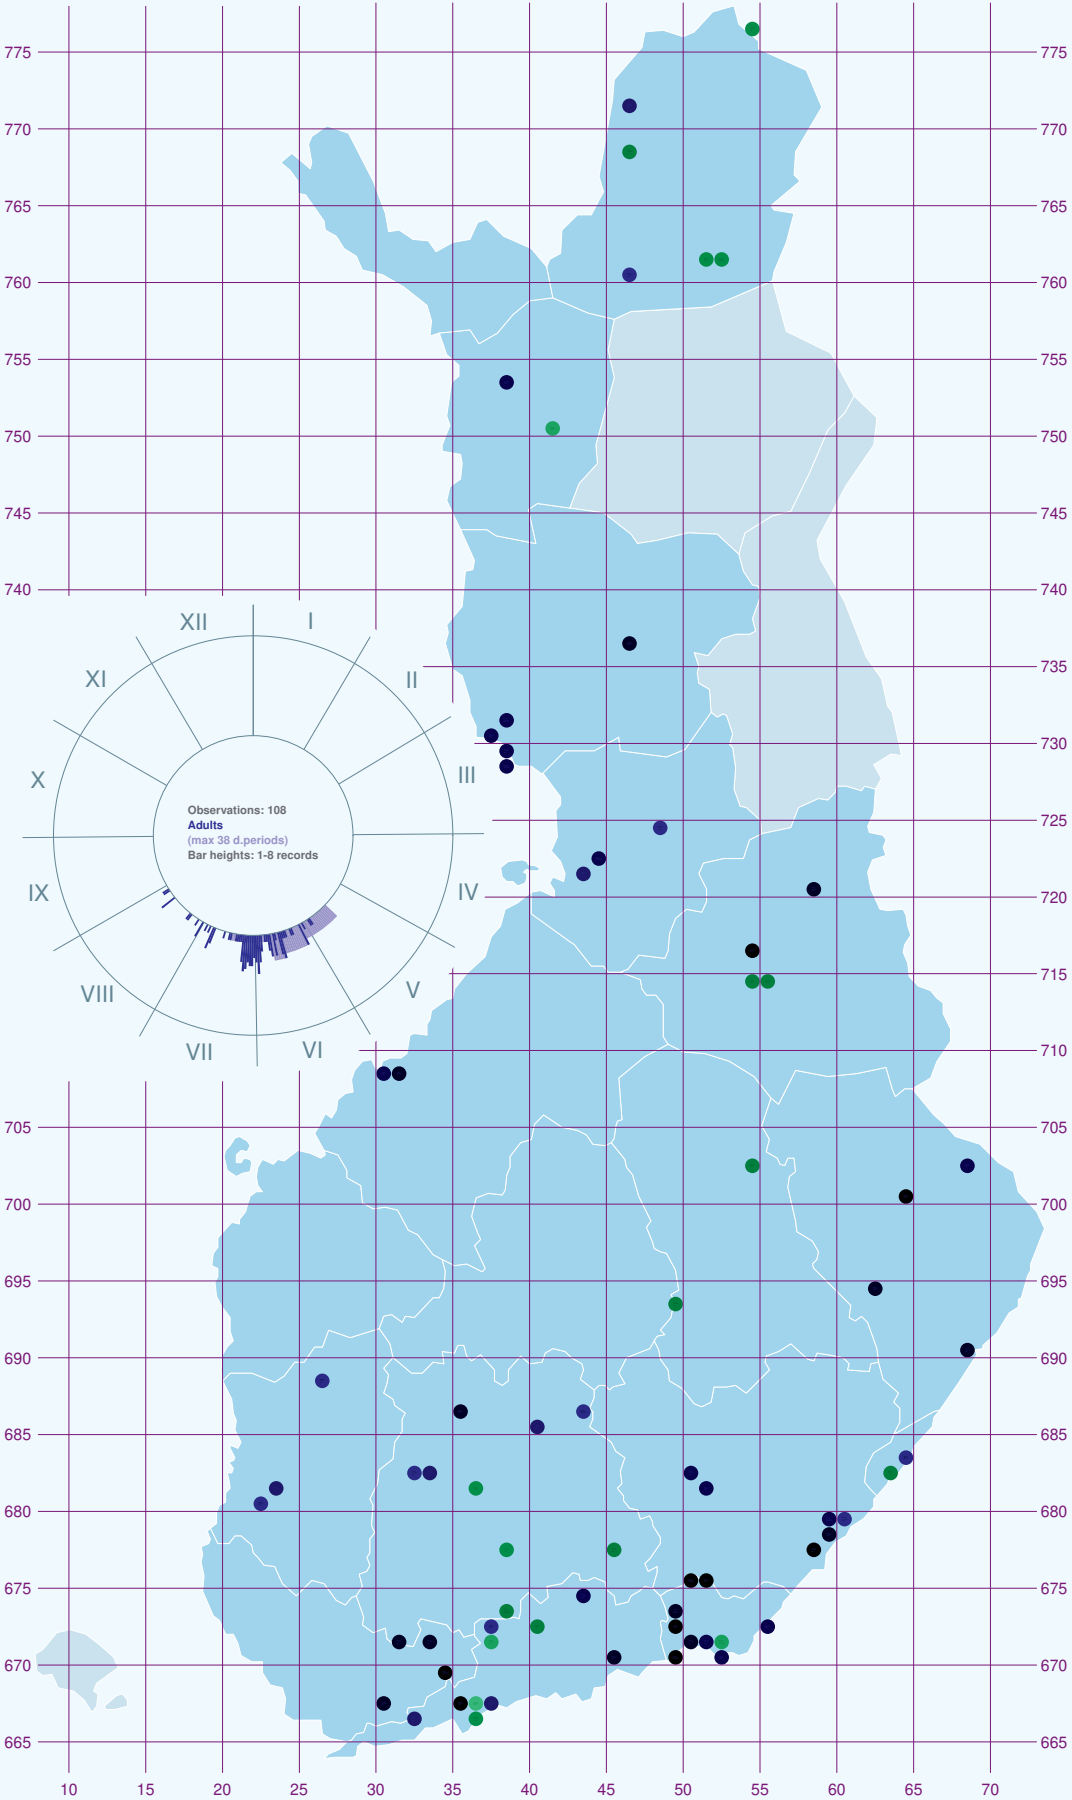 775 775
770 770
765 765
760 760
755 755
750 750
745 745
740 740
XII I
XI II
735
730
X III
Observations: 108
Adults
(max 38 d.periods)
Bar heights: 1-8 records
725
IX IV
720
VIII V
715
VII VI
710
705 705
700 700
695 695
690 690
685 685
680 680
675 675
670 670
665 665
10 15 20 25 30 35 40 45 50 55 60 65 70